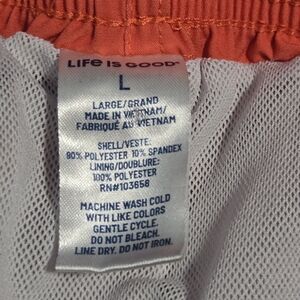 LIFE IS GOOD®
L
LARGE/GRAND
MADE IN VIETNAM/
FABRIQUÉ AU VIETNAM
SHELL/VESTE:
90% POLYESTER 10% SPANDEX
LINING/DOUBLURE:
100% POLYESTER
RN#103658
MACHINE WASH COLD
WITH LIKE COLORS
GENTLE CYCLE.
DO NOT BLEACH.
LINE DRY. DO NOT IRON.